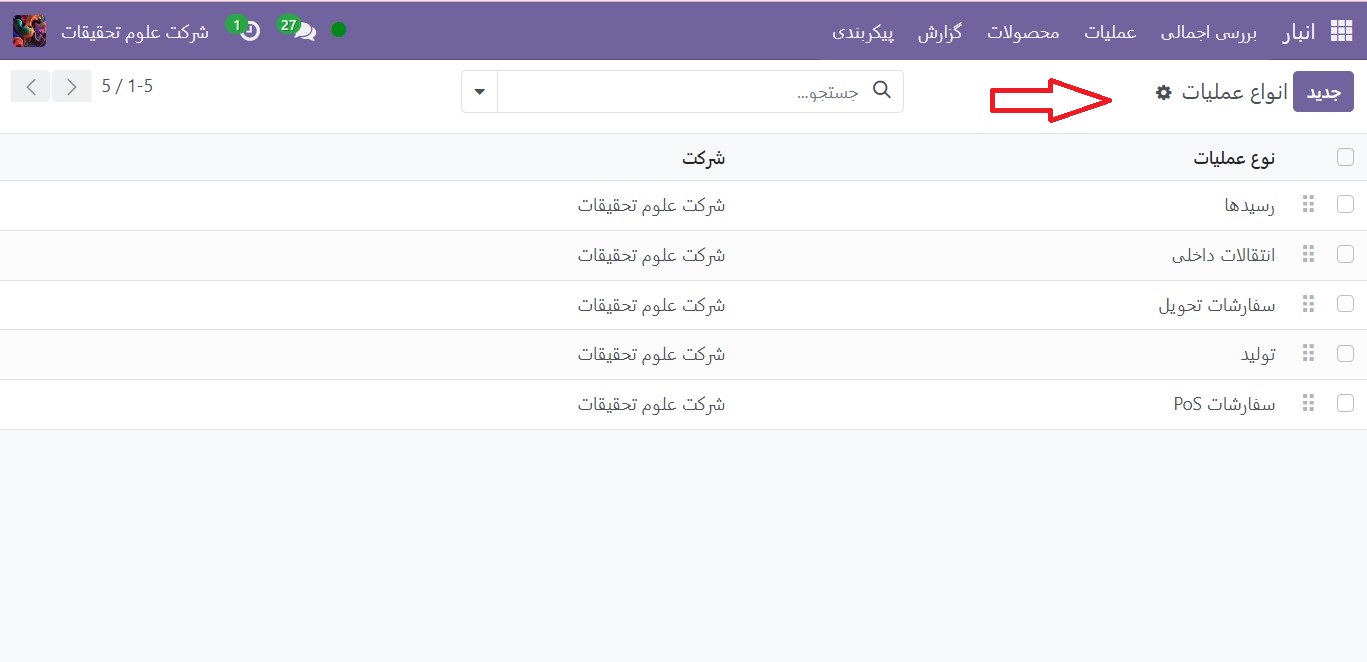 انبار بررسی اجمالی عملیات محصولات گزارش پیکربندی 27 1 شرکت علوم تحقیقات
جدید انواع عملیات جستجو... 1-5 / 5
نوع عملیات شرکت
رسیدها شرکت علوم تحقیقات
انتقالات داخلی شرکت علوم تحقیقات
سفارشات تحویل شرکت علوم تحقیقات
تولید شرکت علوم تحقیقات
سفارشات PoS شرکت علوم تحقیقات